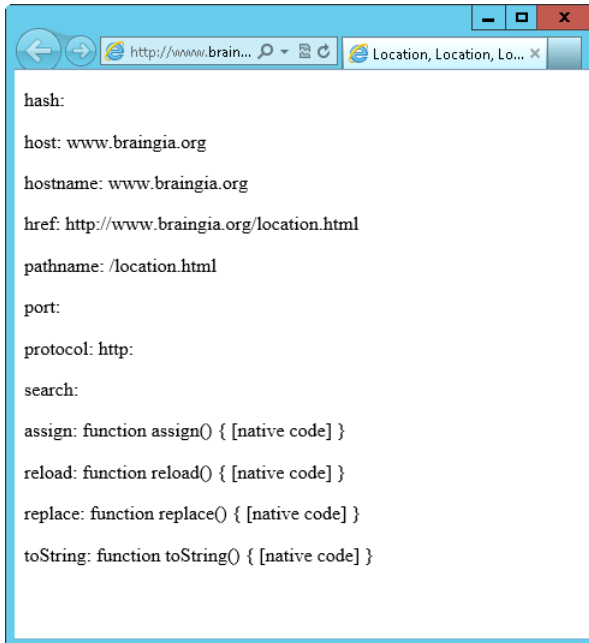 http://www.brain...
Location, Location, Lo...
hash:
host: www.braingia.org
hostname: www.braingia.org
href: http://www.braingia.org/location.html
pathname: /location.html
port:
protocol: http:
search:
assign: function assign() { [native code] }
reload: function reload() { [native code] }
replace: function replace() { [native code] }
toString: function toString() { [native code] }